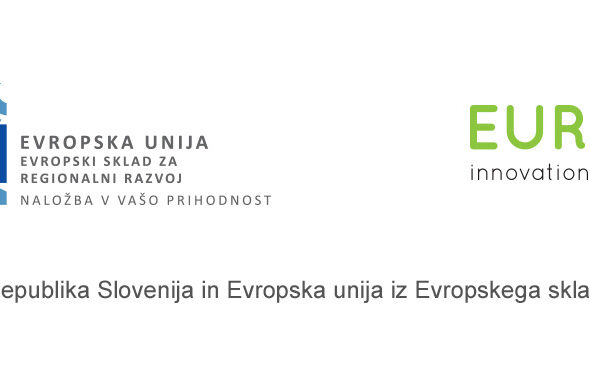 EVROPSKA UNIJA
EVROPSKI SKLAD ZA
REGIONALNI RAZVOJ
NALOŽBA V VAŠO PRIHODNOST
EUR
innovation
epublika Slovenija in Evropska unija iz Evropskega skla